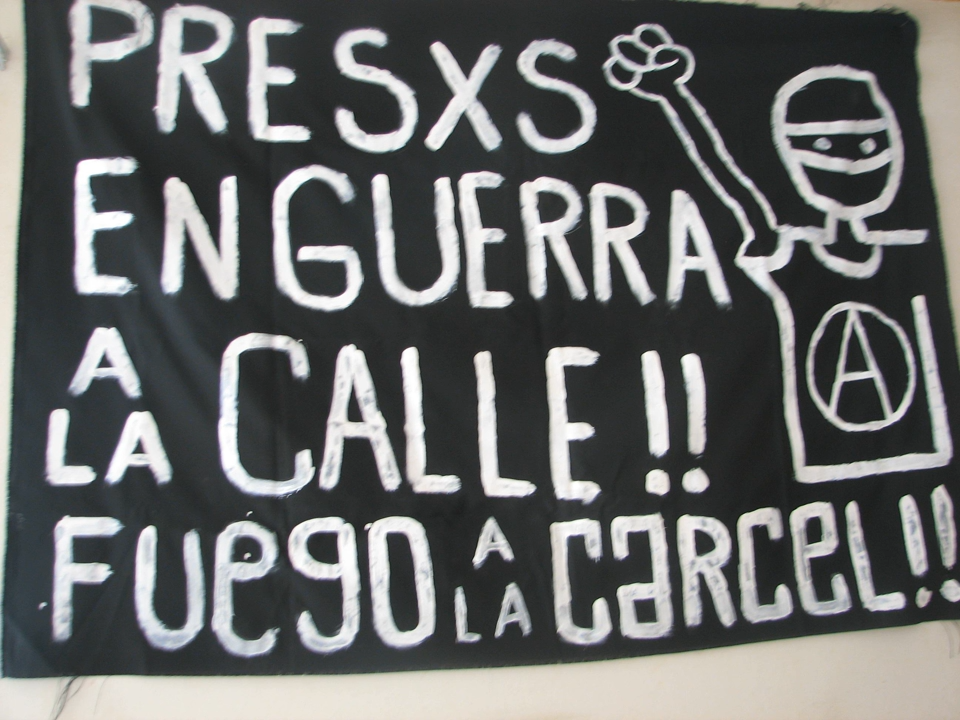 PRESXS
EN GUERRA
A LA CALLE!!
FUEGO A LA CARCEL!!
A